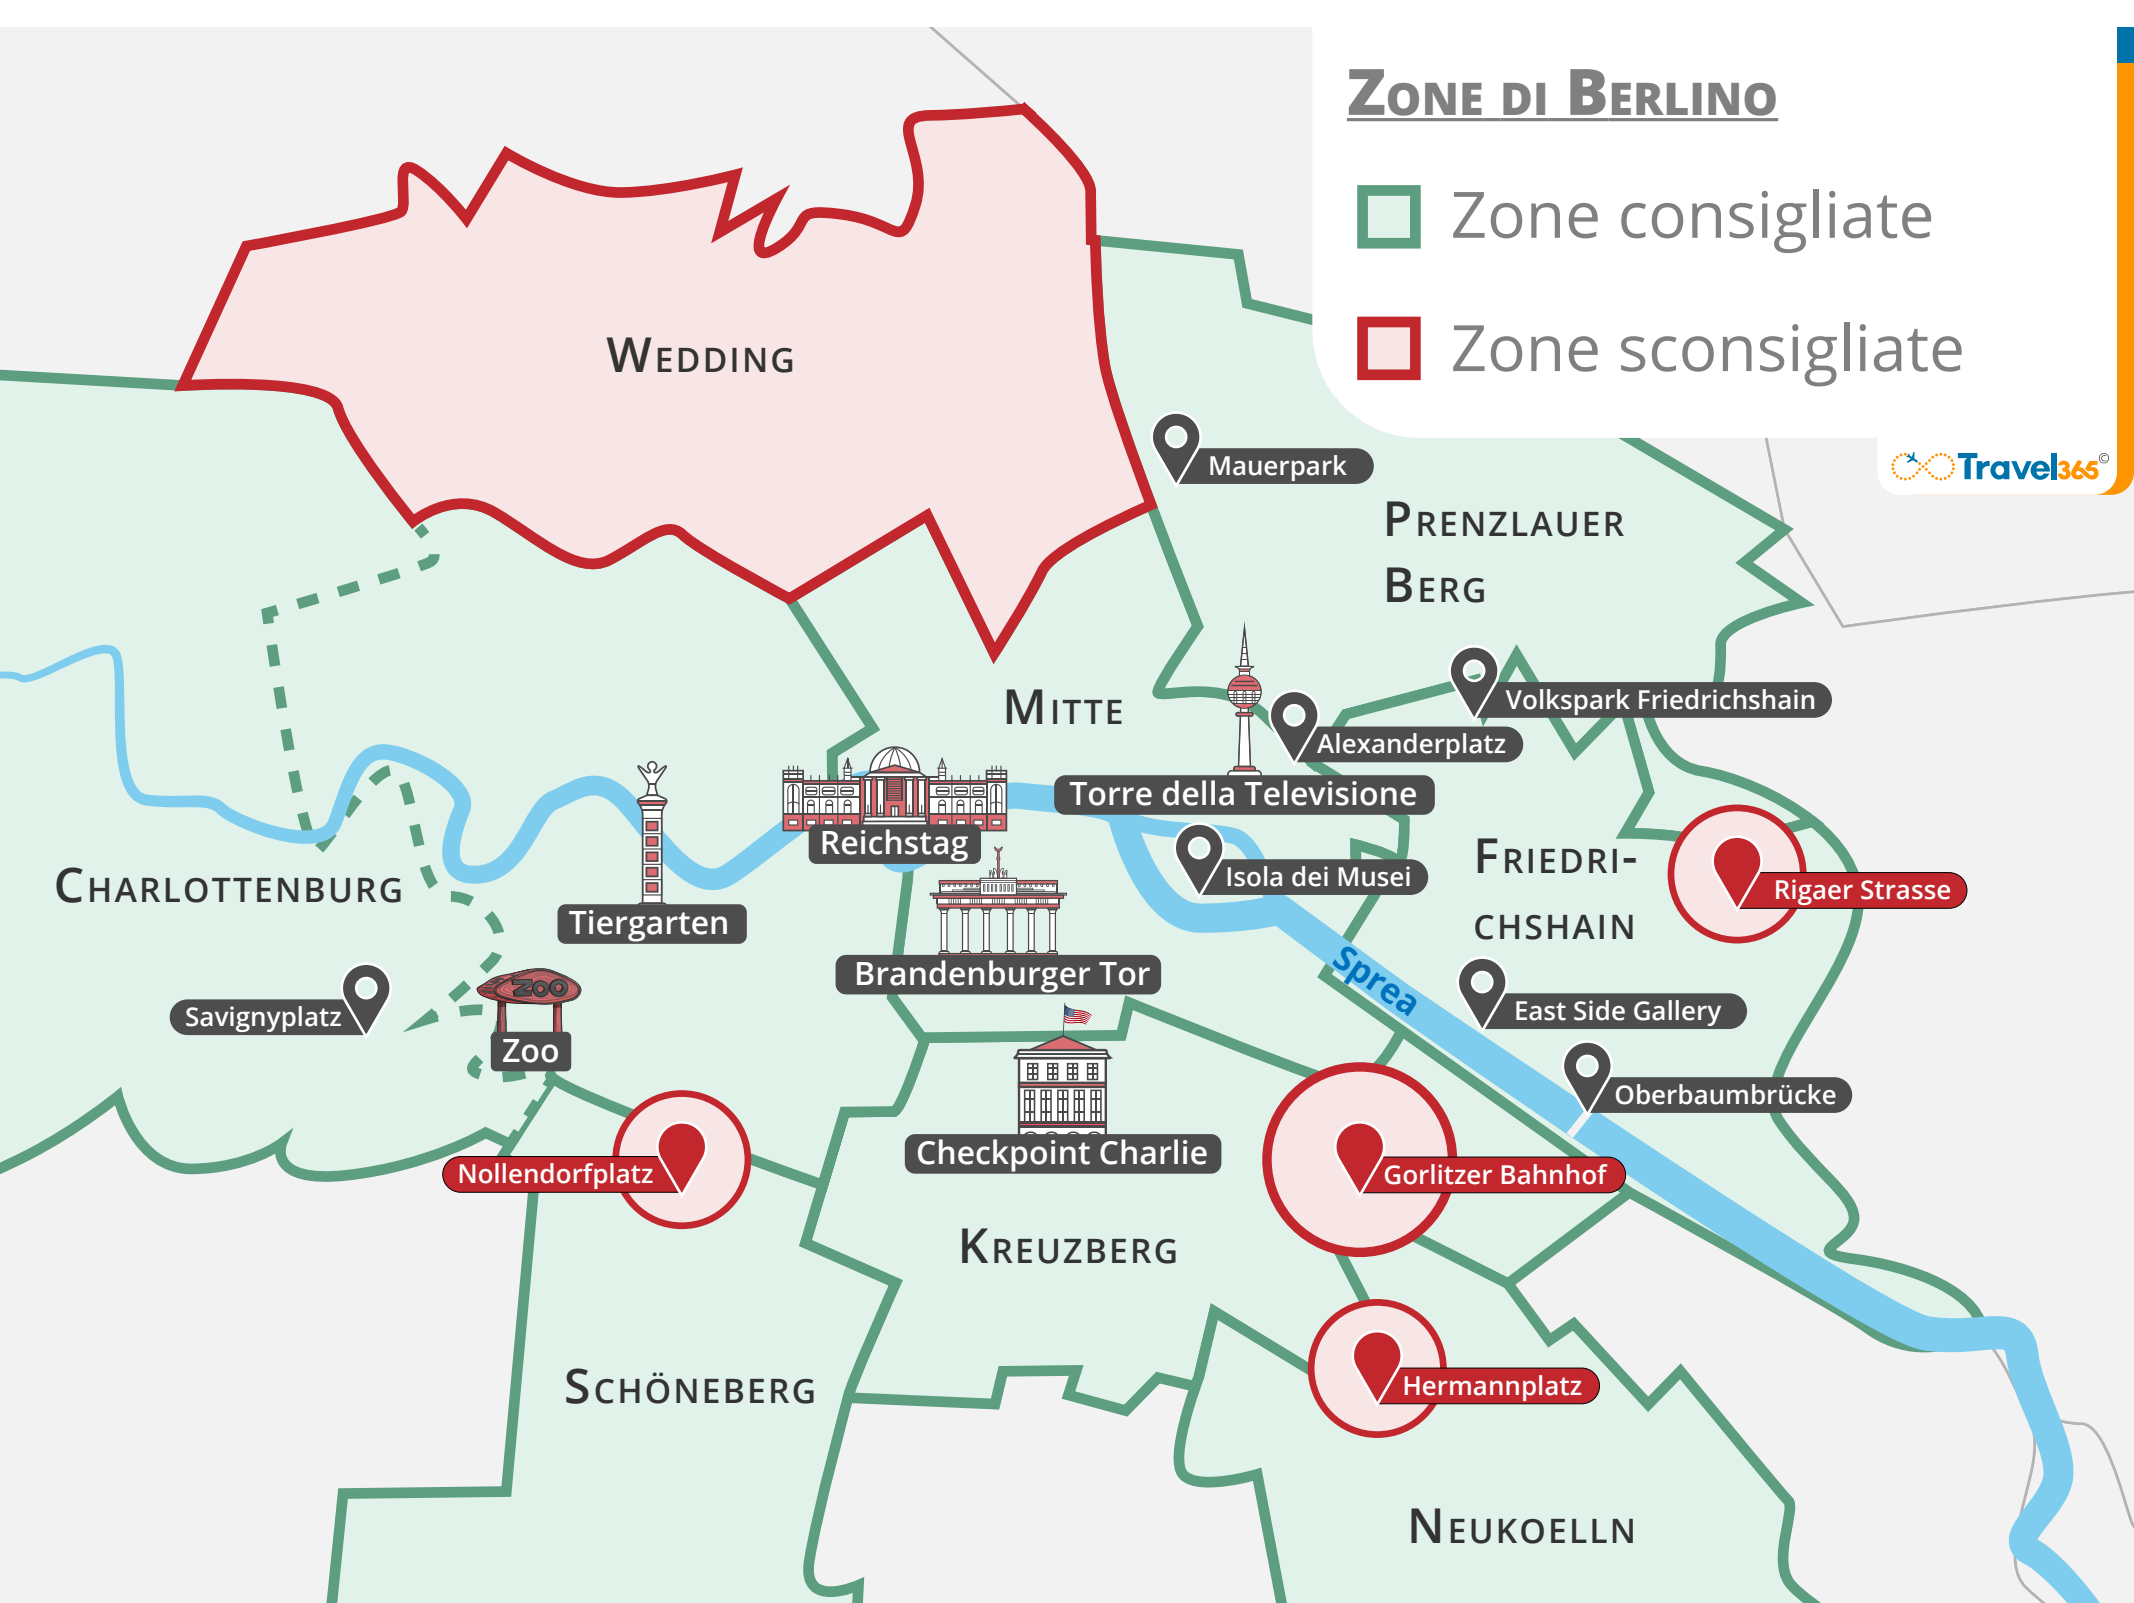 Zone di Berlino
Zone consigliate
Zone sconsigliate
Travel365©
Wedding
Mauerpark
Prenzlauer
Berg
Volkspark Friedrichshain
Mitte
Alexanderplatz
Torre della Televisione
Reichstag
Isola dei Musei
Friedri-
chshain
Rigaer Strasse
Charlottenburg
Tiergarten
Brandenburger Tor
Sprea
ZOO
Savignyplatz
Zoo
East Side Gallery
Oberbaumbrücke
Checkpoint Charlie
Nollendorfplatz
Gorlitzer Bahnhof
Kreuzberg
Schöneberg
Hermannplatz
Neukoelln